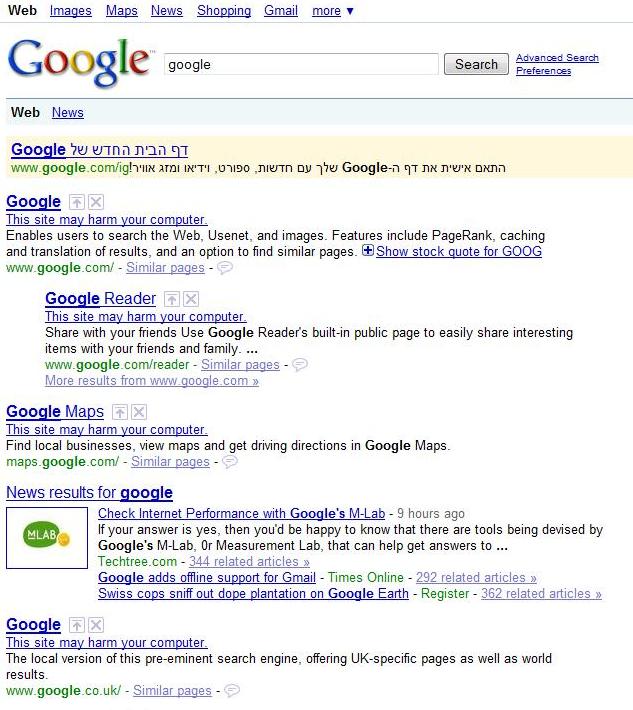 Web Images Maps News Shopping Gmail more ▼
Google™
google
Search
Advanced Search
Preferences
Web News
Google דף הבית החדש של
www.google.com/ig התאם אישית את דף ה-Google שלך עם חדשות, ספורט, וידיאו ומזג אוויר!
Google
This site may harm your computer.
Enables users to search the Web, Usenet, and images. Features include PageRank, caching
and translation of results, and an option to find similar pages. Show stock quote for GOOG
www.google.com/ - Similar pages -
Google Reader
This site may harm your computer.
Share with your friends Use Google Reader's built-in public page to easily share interesting
items with your friends and family. ...
www.google.com/reader - Similar pages -
More results from www.google.com »
Google Maps
This site may harm your computer.
Find local businesses, view maps and get driving directions in Google Maps.
maps.google.com/ - Similar pages -
News results for google
MLAB
Check Internet Performance with Google's M-Lab - 9 hours ago
If your answer is yes, then you'd be happy to know that there are tools being devised by
Google's M-Lab, 0r Measurement Lab, that can help get answers to ...
Techtree.com - 344 related articles »
Google adds offline support for Gmail - Times Online - 292 related articles »
Swiss cops sniff out dope plantation on Google Earth - Register - 362 related articles »
Google
This site may harm your computer.
The local version of this pre-eminent search engine, offering UK-specific pages as well as world
results.
www.google.co.uk/ - Similar pages -